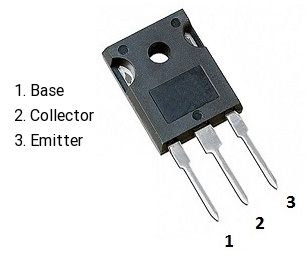 1. Base
2. Collector
3. Emitter
3
2
1